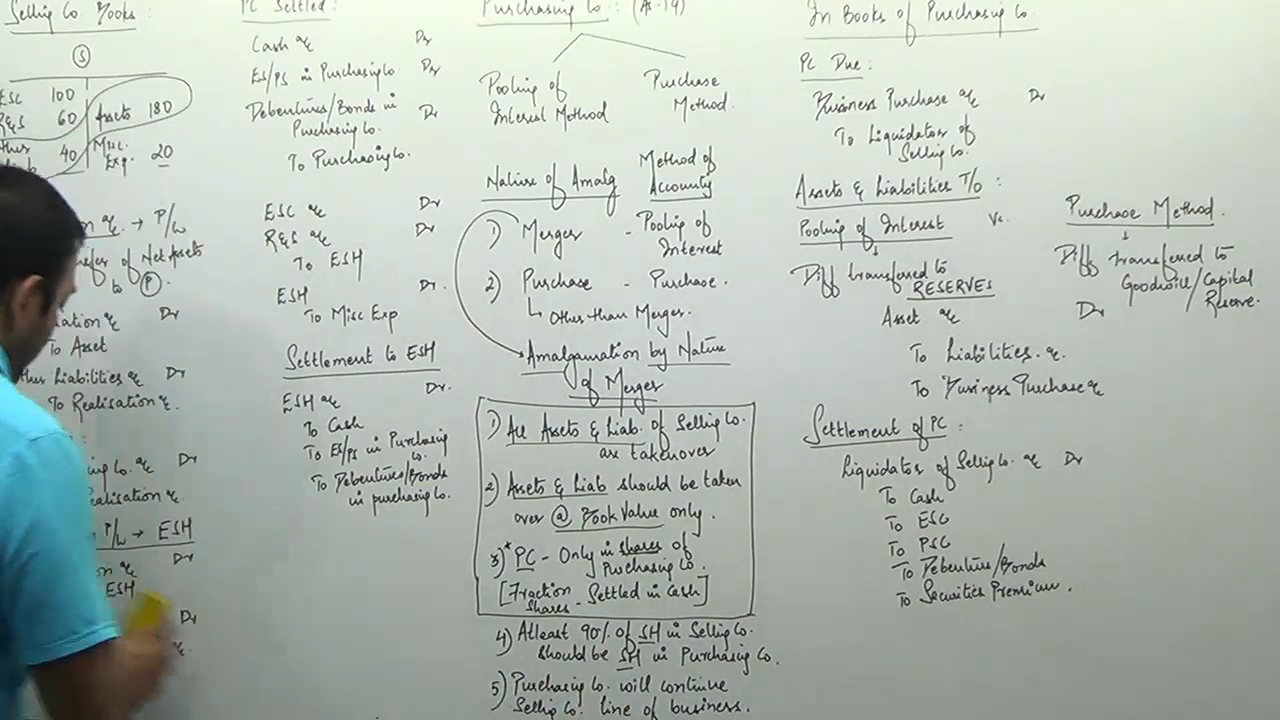 Selling Co. Books:
S
ESC 100
R&S 60
Assets 180
40
Misc.
Exp. 20
a/c → P/L
of Net Assets
to P.
Dr
To Asset
Liabilities a/c Dr
To Realisation a/c.
Co. a/c Dr
Realisation a/c.
P/L → ESH
Dr
a/c
ESH
Dr
PC Settled:
Cash a/c Dr
ES/PS in Purchasing Co. Dr
Debentures/Bonds in Dr
Purchasing Co.
To Purchasing Co.
ESC a/c Dr
R&S a/c Dr
To ESH
ESH Dr.
To Misc Exp
Settlement to ESH
ESH a/c Dr.
To Cash
To ES/PS in Purchasing
Co.
To Debentures/Bonds
in purchasing Co.
Purchasing Co: (AS-14)
Pooling of
Interest Method
Purchase
Method.
Nature of Amalg
Method of
Accounty
1) Merger - Pooling of
Interest
2) Purchase - Purchase.
Other than Merger.
Amalgamation by Nature
of Merger
1) All Assets & Liab. of Selling Co.
are takenover
2) Assets & Liab should be taken
over @ Book Value only.
3)* PC - Only in shares of
Purchasing Co.
[Fraction Settled in Cash]
Shares -
4) Atleast 90% of SH in Selling Co.
should be SH in Purchasing Co.
5) Purchasing Co. will continue
Selling Co. line of business.
In Books of Purchasing Co.
PC Due:
Business Purchase a/c Dr
To Liquidator of
Selling Co.
Assets & Liabilities T/O :
Pooling of Interest Vs.
Diff transferred to
RESERVES
Purchase Method.
Diff transferred to
Goodwill/Capital
Reserve.
Dr
Asset a/c
To Liabilities a/c.
To Business Purchase a/c
Settlement of PC :
Liquidator of Selling Co. a/c Dr
To Cash
To ESC
To PSC
To Debenture/Bonds
To Securities Premium.